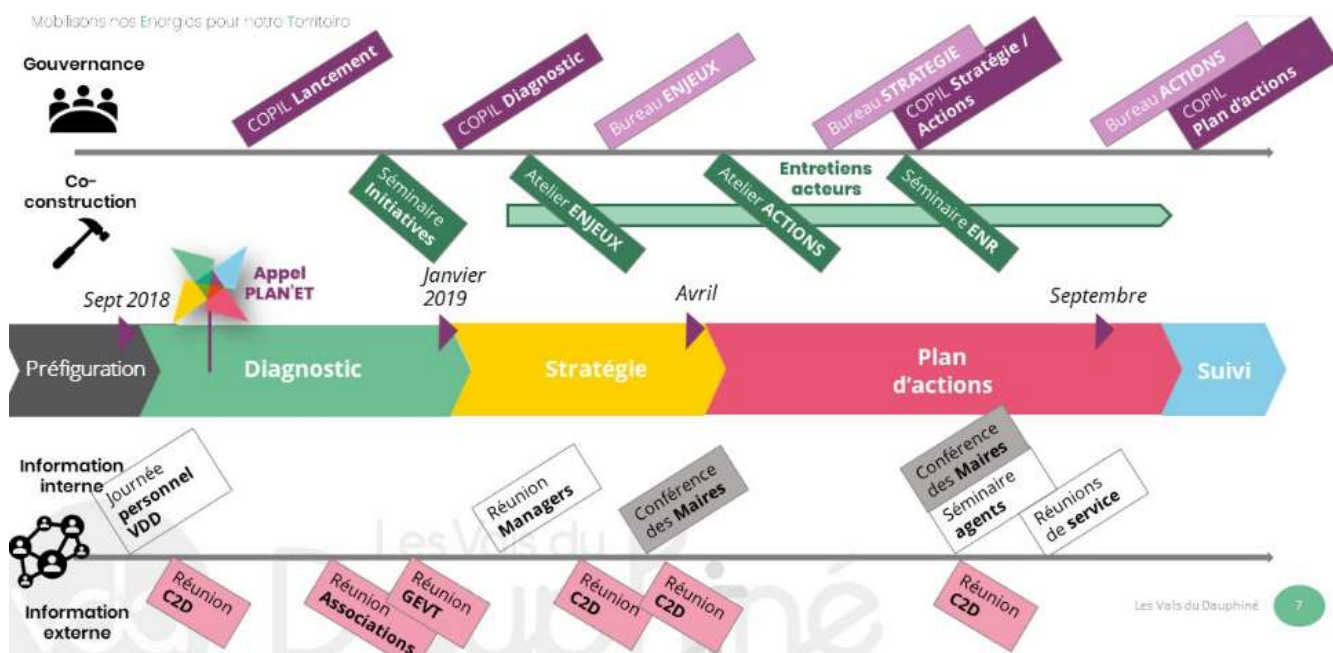 Mobilisons nos Energies pour notre Territoire
Gouvernance
COPIL Lancement
COPIL Diagnostic
Bureau ENJEUX
Bureau STRATEGIE
COPIL Stratégie /
Actions
Bureau ACTIONS
COPIL
Plan d'actions
Co-
construction
Séminaire
Initiatives
Atelier ENJEUX
Atelier ACTIONS
Entretiens
acteurs
Séminaire ENR
Appel
PLAN'ET
Sept 2018
Janvier
2019
Avril
Septembre
Préfiguration
Diagnostic
Stratégie
Plan
d'actions
Suivi
Information
interne
Journée
personnel
VDD
Réunion
Managers
Conférence
des Maires
Conférence
des Maires
Séminaire
agents
Réunions
de service
Les Vals du
Dauphiné
Information
externe
Réunion
C2D
Réunion
Associations
Réunion
GEVT
Réunion
C2D
Réunion
C2D
Réunion
C2D
Les Vals du Dauphiné
7